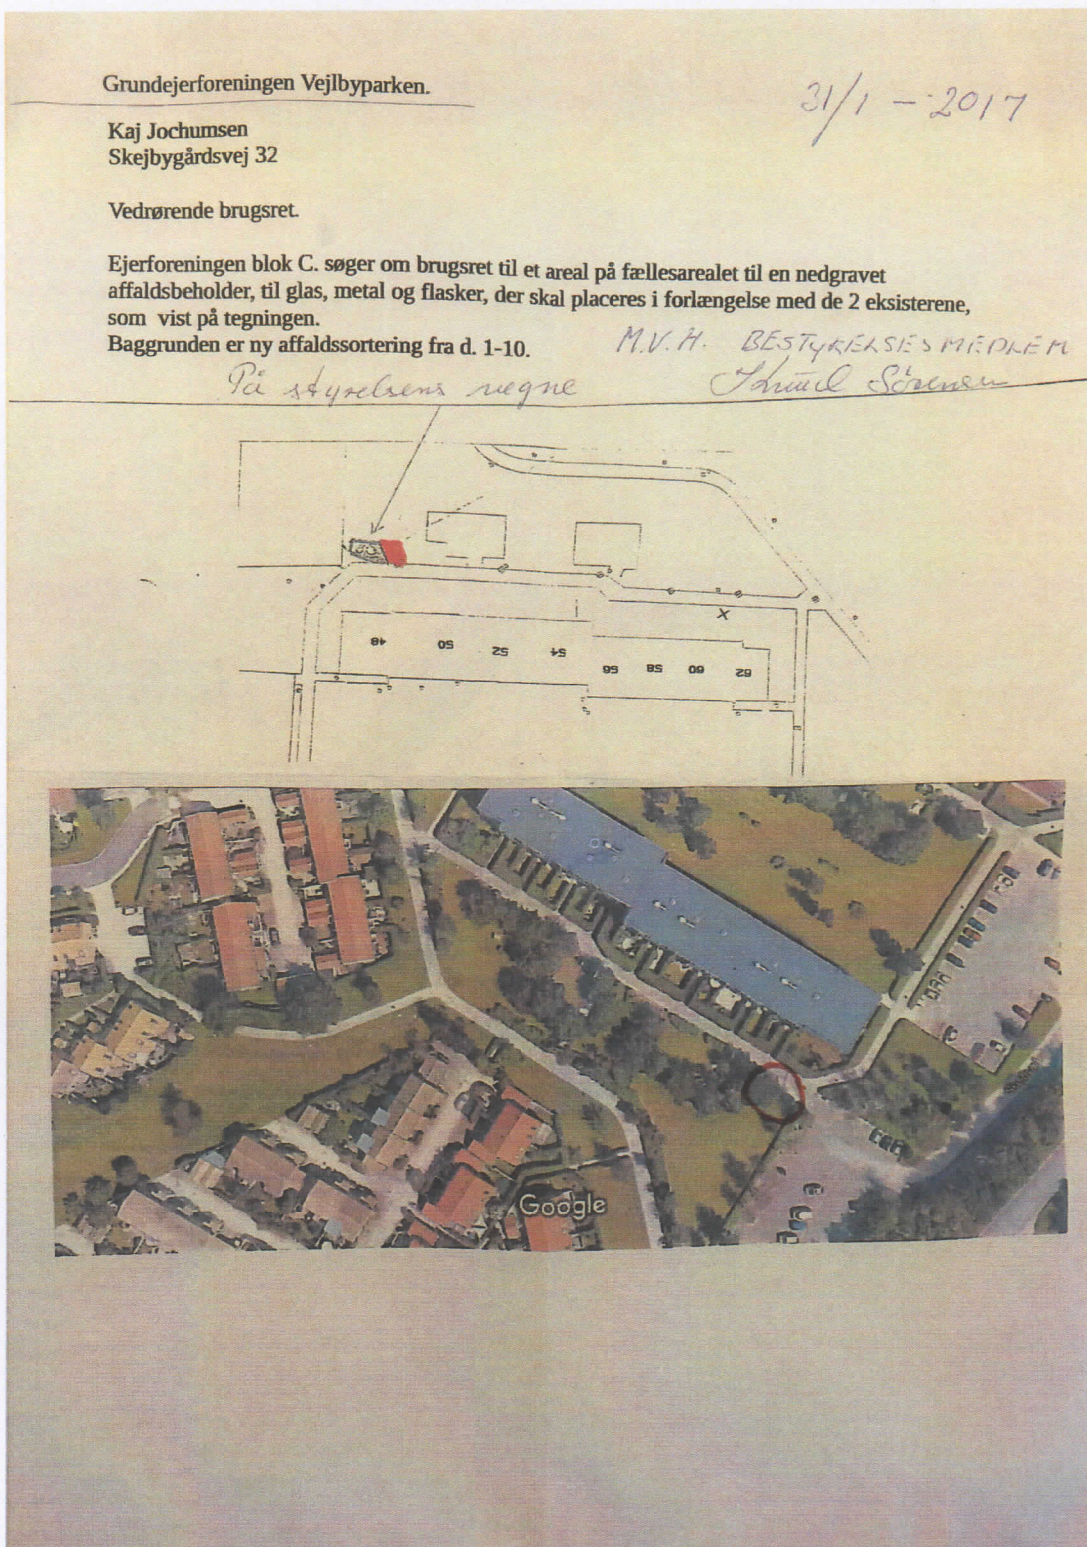 Grundejerforeningen Vejlbyparken.
31/1 - 2017
Kaj Jochumsen
Skejbygårdsvej 32
Vedrørende brugsret.
Ejerforeningen blok C. søger om brugsret til et areal på fællesarealet til en nedgravet
affaldsbeholder, til glas, metal og flasker, der skal placeres i forlængelse med de 2 eksisterene,
som vist på tegningen.
Baggrunden er ny affaldssortering fra d. 1-10.
M.V.H. BESTYRELSESMEDLEM
På styrelsens vegne
Knud Sörensen
X
48 50 52 54 56 58 60 62
Google